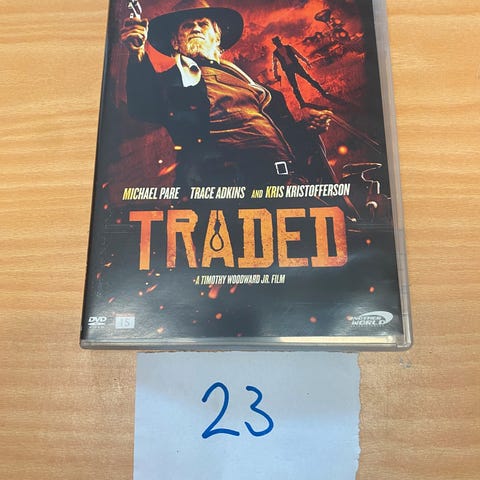 MICHAEL PARE TRACE ADKINS AND KRIS KRISTOFFERSON
TRADED
A TIMOTHY WOODWARD JR. FILM
DVD
15
ANOTHER WORLD
23